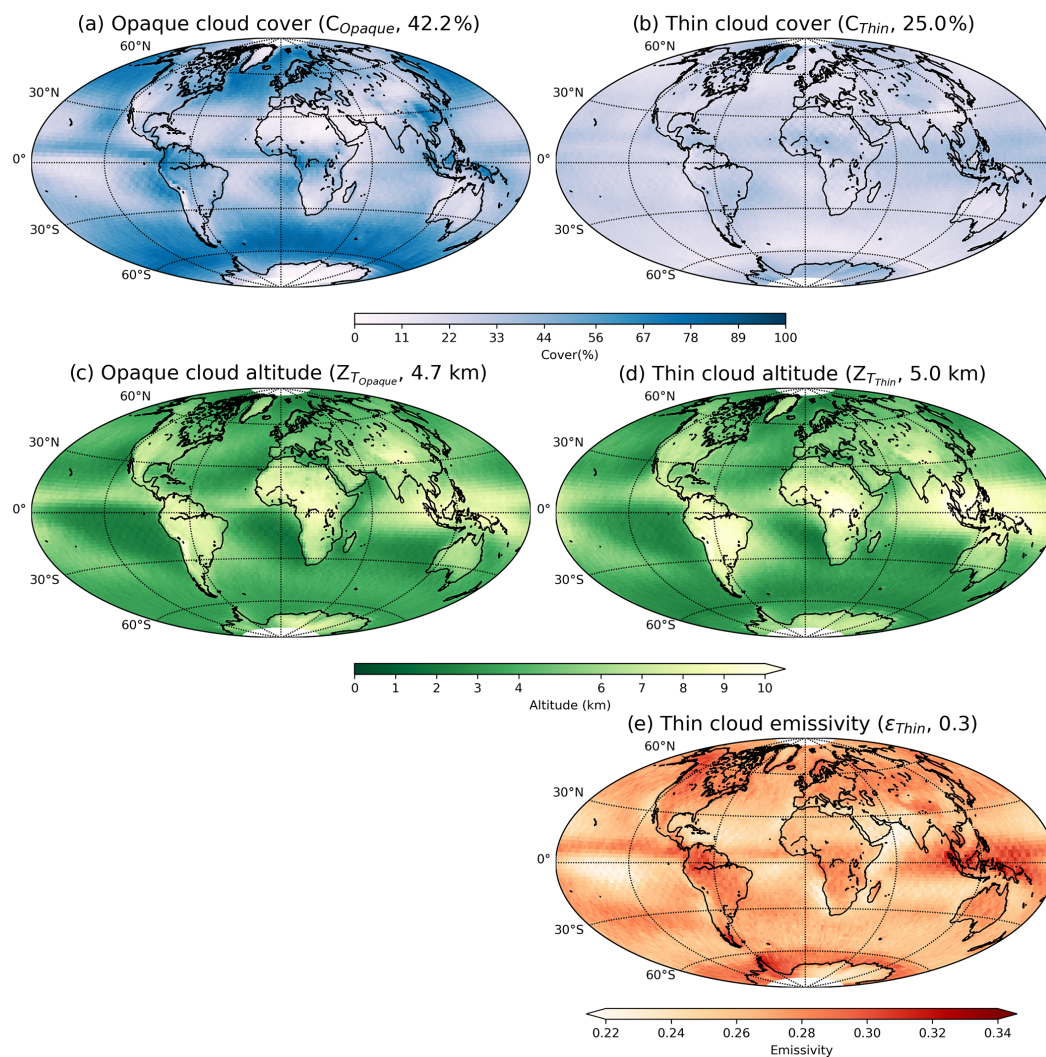 (a) Opaque cloud cover (C_Opaque, 42.2%)
60°N
30°N
0°
30°S
60°S
(b) Thin cloud cover (C_Thin, 25.0%)
60°N
30°N
0°
30°S
60°S
0 11 22 33 44 56 67 78 89 100
Cover(%)
(c) Opaque cloud altitude (Z_T_Opaque, 4.7 km)
60°N
30°N
0°
30°S
60°S
(d) Thin cloud altitude (Z_T_Thin, 5.0 km)
60°N
30°N
0°
30°S
60°S
0 1 2 3 4 6 7 8 9 10
Altitude (km)
(e) Thin cloud emissivity (ε_Thin, 0.3)
60°N
30°N
0°
30°S
60°S
0.22 0.24 0.26 0.28 0.30 0.32 0.34
Emissivity